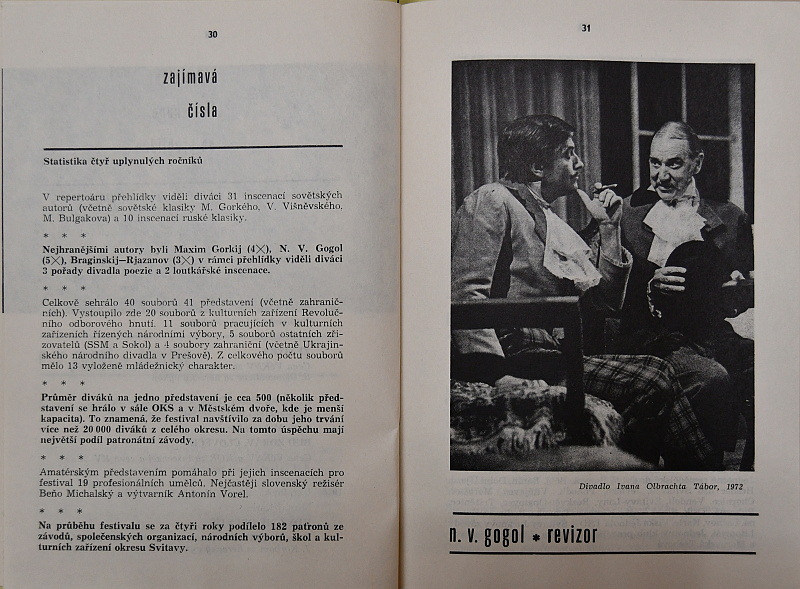 30
zajímavá
čísla
Statistika čtyř uplynulých ročníků
V repertoáru přehlídky viděli diváci 31 inscenací sovětských
autorů (včetně sovětské klasiky M. Gorkého, V. Višněvského,
M. Bulgakova) a 10 inscenací ruské klasiky.
* * *
Nejhranějšími autory byli Maxim Gorkij (4×), N. V. Gogol
(5×), Braginskij—Rjazanov (3×) v rámci přehlídky viděli diváci
3 pořady divadla poezie a 2 loutkářské inscenace.
* * *
Celkově sehrálo 40 souborů 41 představení (včetně zahranič-
ních). Vystoupilo zde 20 souborů z kulturních zařízení Revoluč-
ního odborového hnutí. 11 souborů pracujících v kulturních
zařízeních řízených národními výbory, 5 souborů ostatních zři-
zovatelů (SSM a Sokol) a 4 soubory zahraniční (včetně Ukrajin-
ského národního divadla v Prešově). Z celkového počtu souborů
mělo 13 vyloženě mládežnický charakter.
* * *
Průměr diváků na jedno představení je cca 500 (několik před-
stavení se hrálo v sále OKS a v Městském dvoře, kde je menší
kapacita). To znamená, že festival navštívilo za dobu jeho trvání
více než 20 000 diváků z celého okresu. Na tomto úspěchu mají
největší podíl patronátní závody.
* * *
Amatérským představením pomáhalo při jejich inscenacích pro
festival 19 profesionálních umělců. Nejčastěji slovenský režisér
Beňo Michalský a výtvarník Antonín Vorel.
* * *
Na průběhu festivalu se za čtyři roky podílelo 182 patronů ze
závodů, společenských organizací, národních výborů, škol a kul-
turních zařízení okresu Svitavy.
31
Divadlo Ivana Olbrachta Tábor, 1972
n. v. gogol * revizor